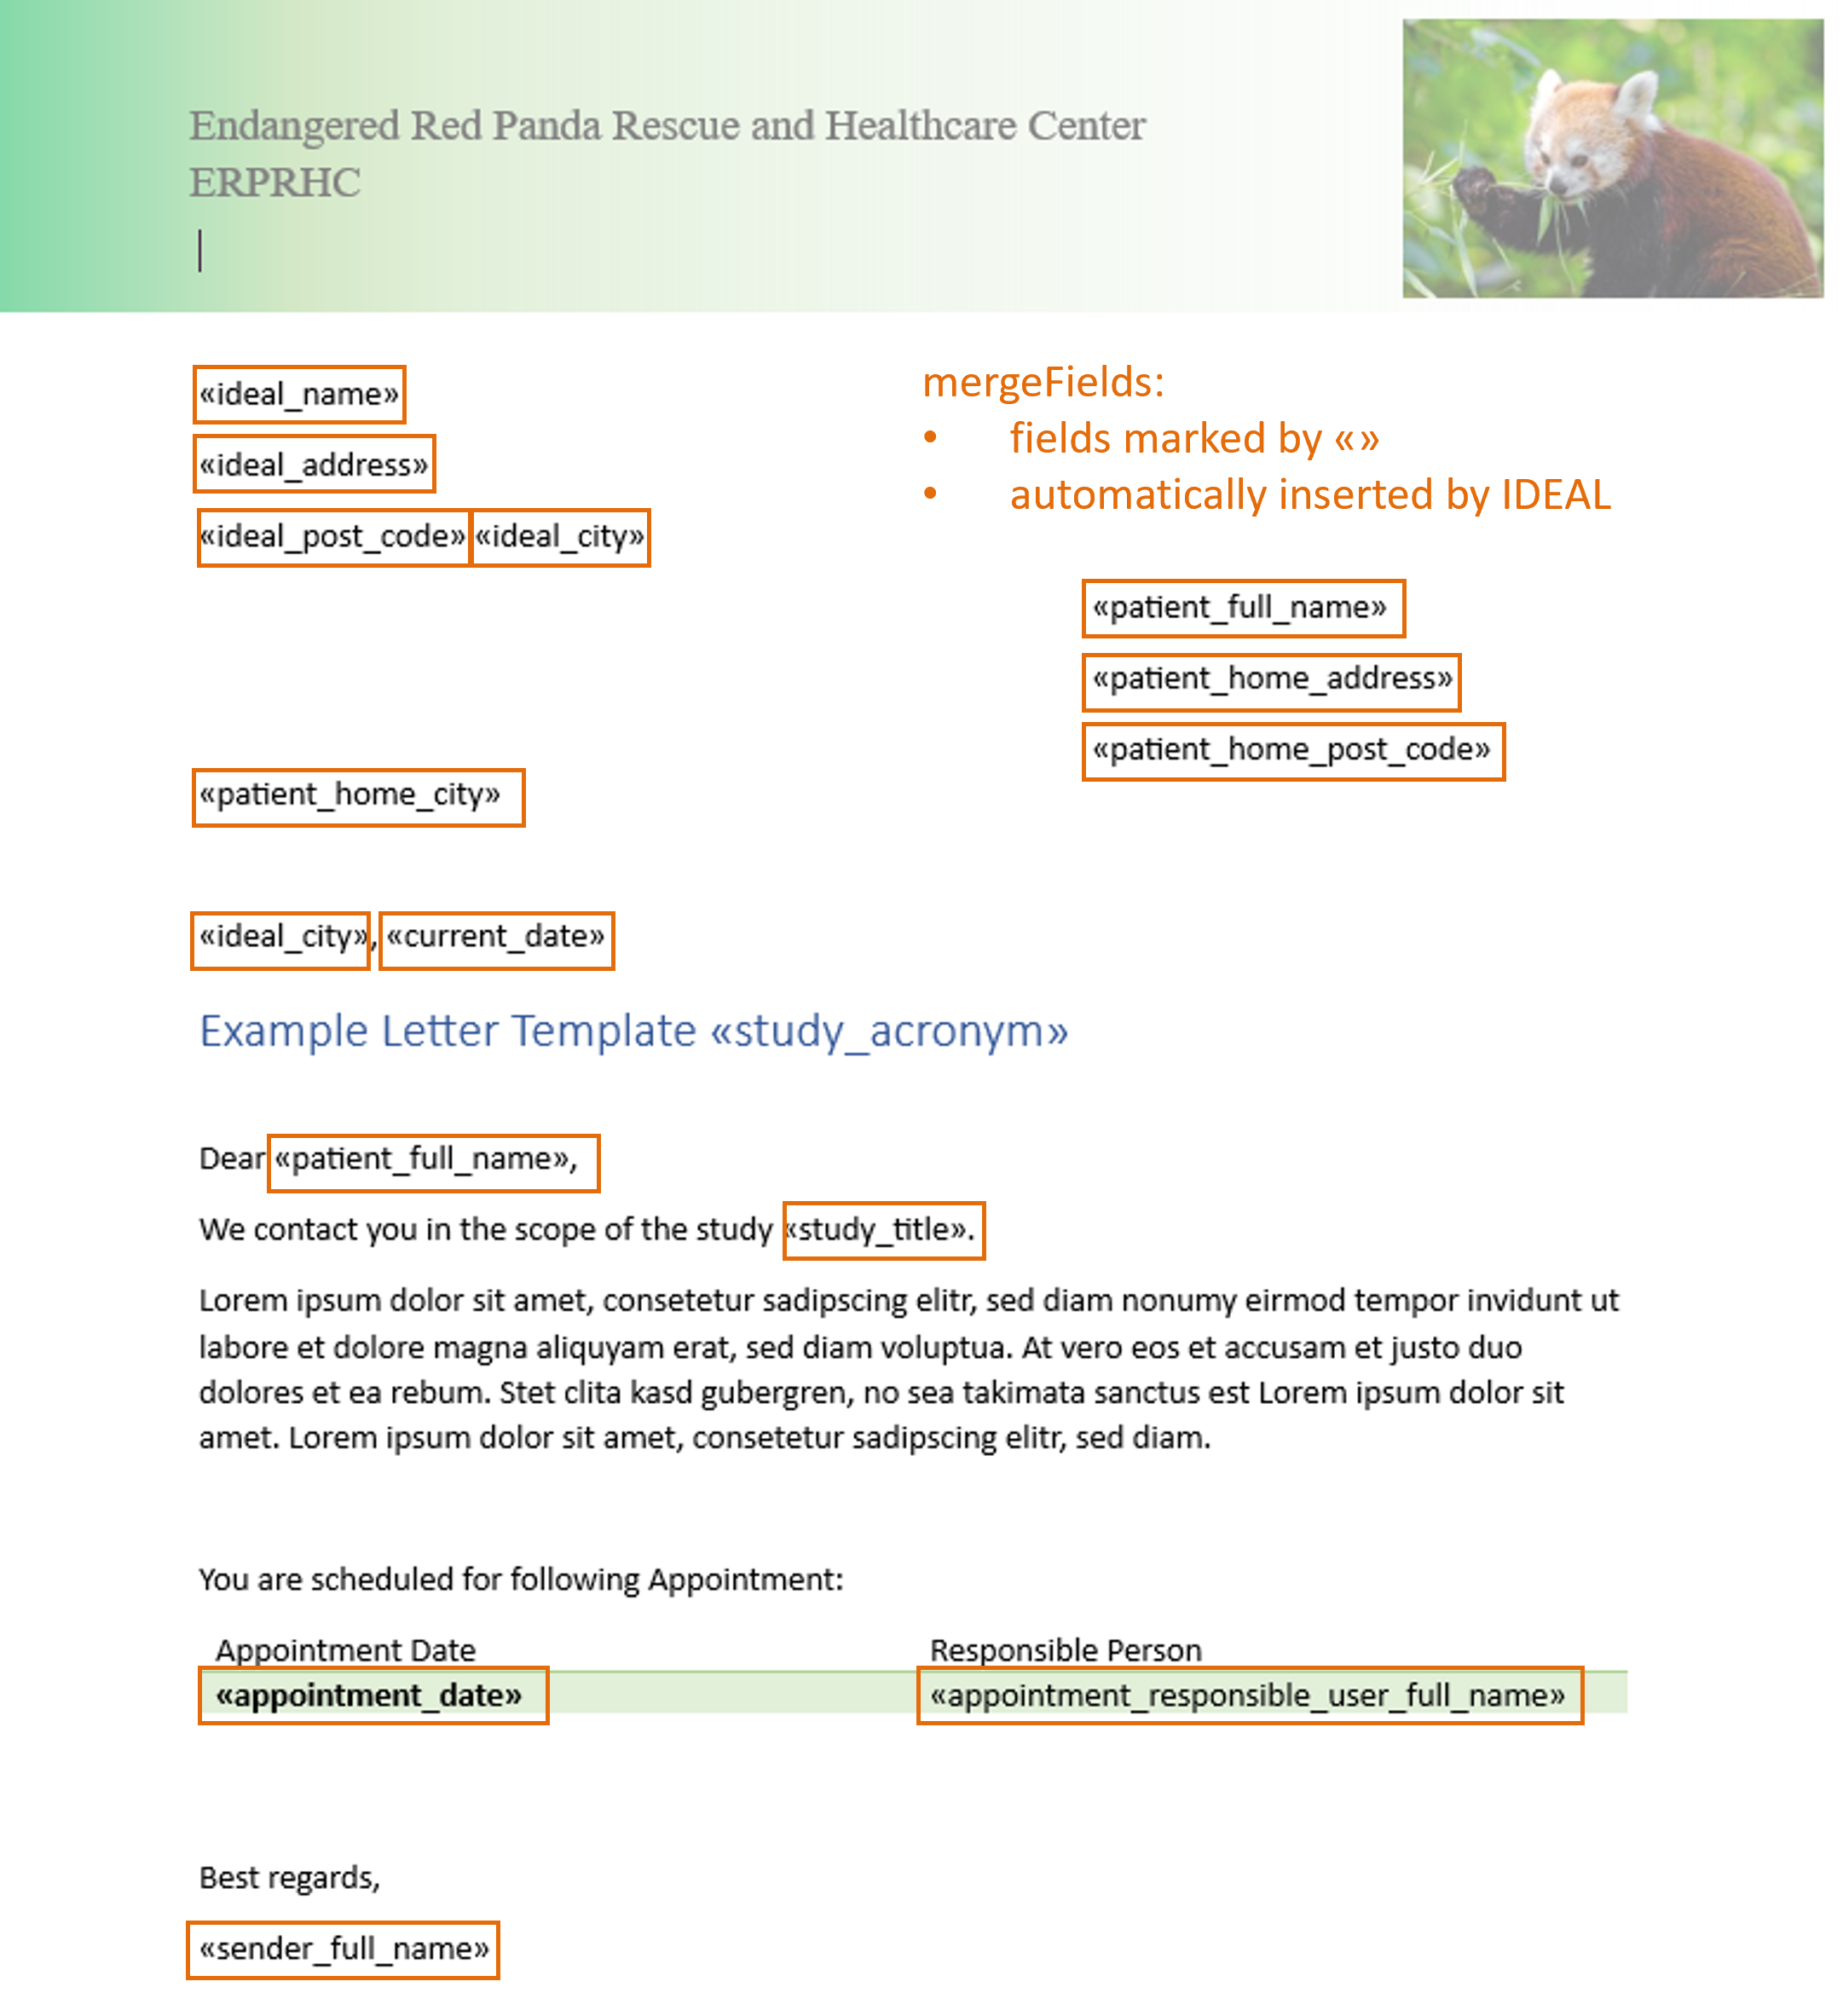 Endangered Red Panda Rescue and Healthcare Center
ERPRHC
«ideal_name»
«ideal_address»
«ideal_post_code» «ideal_city»
mergeFields:
• fields marked by «»
• automatically inserted by IDEAL
«patient_full_name»
«patient_home_address»
«patient_home_post_code»
«patient_home_city»
«ideal_city», «current_date»
Example Letter Template «study_acronym»
Dear «patient_full_name»,
We contact you in the scope of the study «study_title».
Lorem ipsum dolor sit amet, consetetur sadipscing elitr, sed diam nonumy eirmod tempor invidunt ut
labore et dolore magna aliquyam erat, sed diam voluptua. At vero eos et accusam et justo duo
dolores et ea rebum. Stet clita kasd gubergren, no sea takimata sanctus est Lorem ipsum dolor sit
amet. Lorem ipsum dolor sit amet, consetetur sadipscing elitr, sed diam.
You are scheduled for following Appointment:
Appointment Date Responsible Person
«appointment_date» «appointment_responsible_user_full_name»
Best regards,
«sender_full_name»